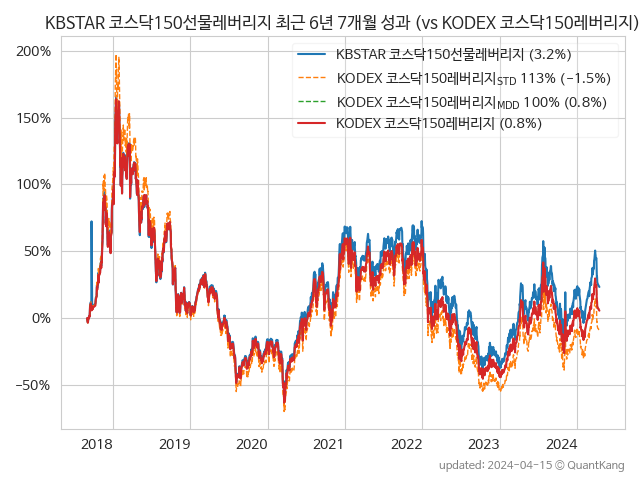 KBSTAR 코스닥150선물레버리지 최근 6년 7개월 성과 (vs KODEX 코스닥150레버리지)
KBSTAR 코스닥150선물레버리지 (3.2%)
KODEX 코스닥150레버리지STD 113% (−1.5%)
KODEX 코스닥150레버리지MDD 100% (0.8%)
KODEX 코스닥150레버리지 (0.8%)
200%
150%
100%
50%
0%
−50%
2018 2019 2020 2021 2022 2023 2024
updated: 2024-04-15 © QuantKang